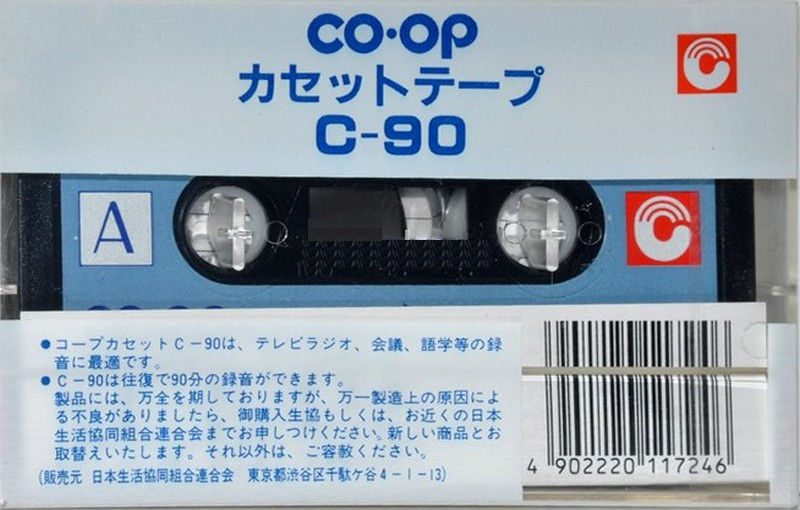 CO·OP
カセットテープ
C-90
A
●コープカセットC-90は、テレビラジオ、会議、語学等の録
音に最適です。
●C-90は往復で90分の録音ができます。
製品には、万全を期しておりますが、万一製造上の原因によ
る不良がありましたら、御購入生協もしくは、お近くの日本
生活協同組合連合会までお申しつけください。新しい商品とお
取替えいたします。それ以外は、ご容赦ください。
(販売元 日本生活協同組合連合会 東京都渋谷区千駄ケ谷4-1-13)
4 902220 117246